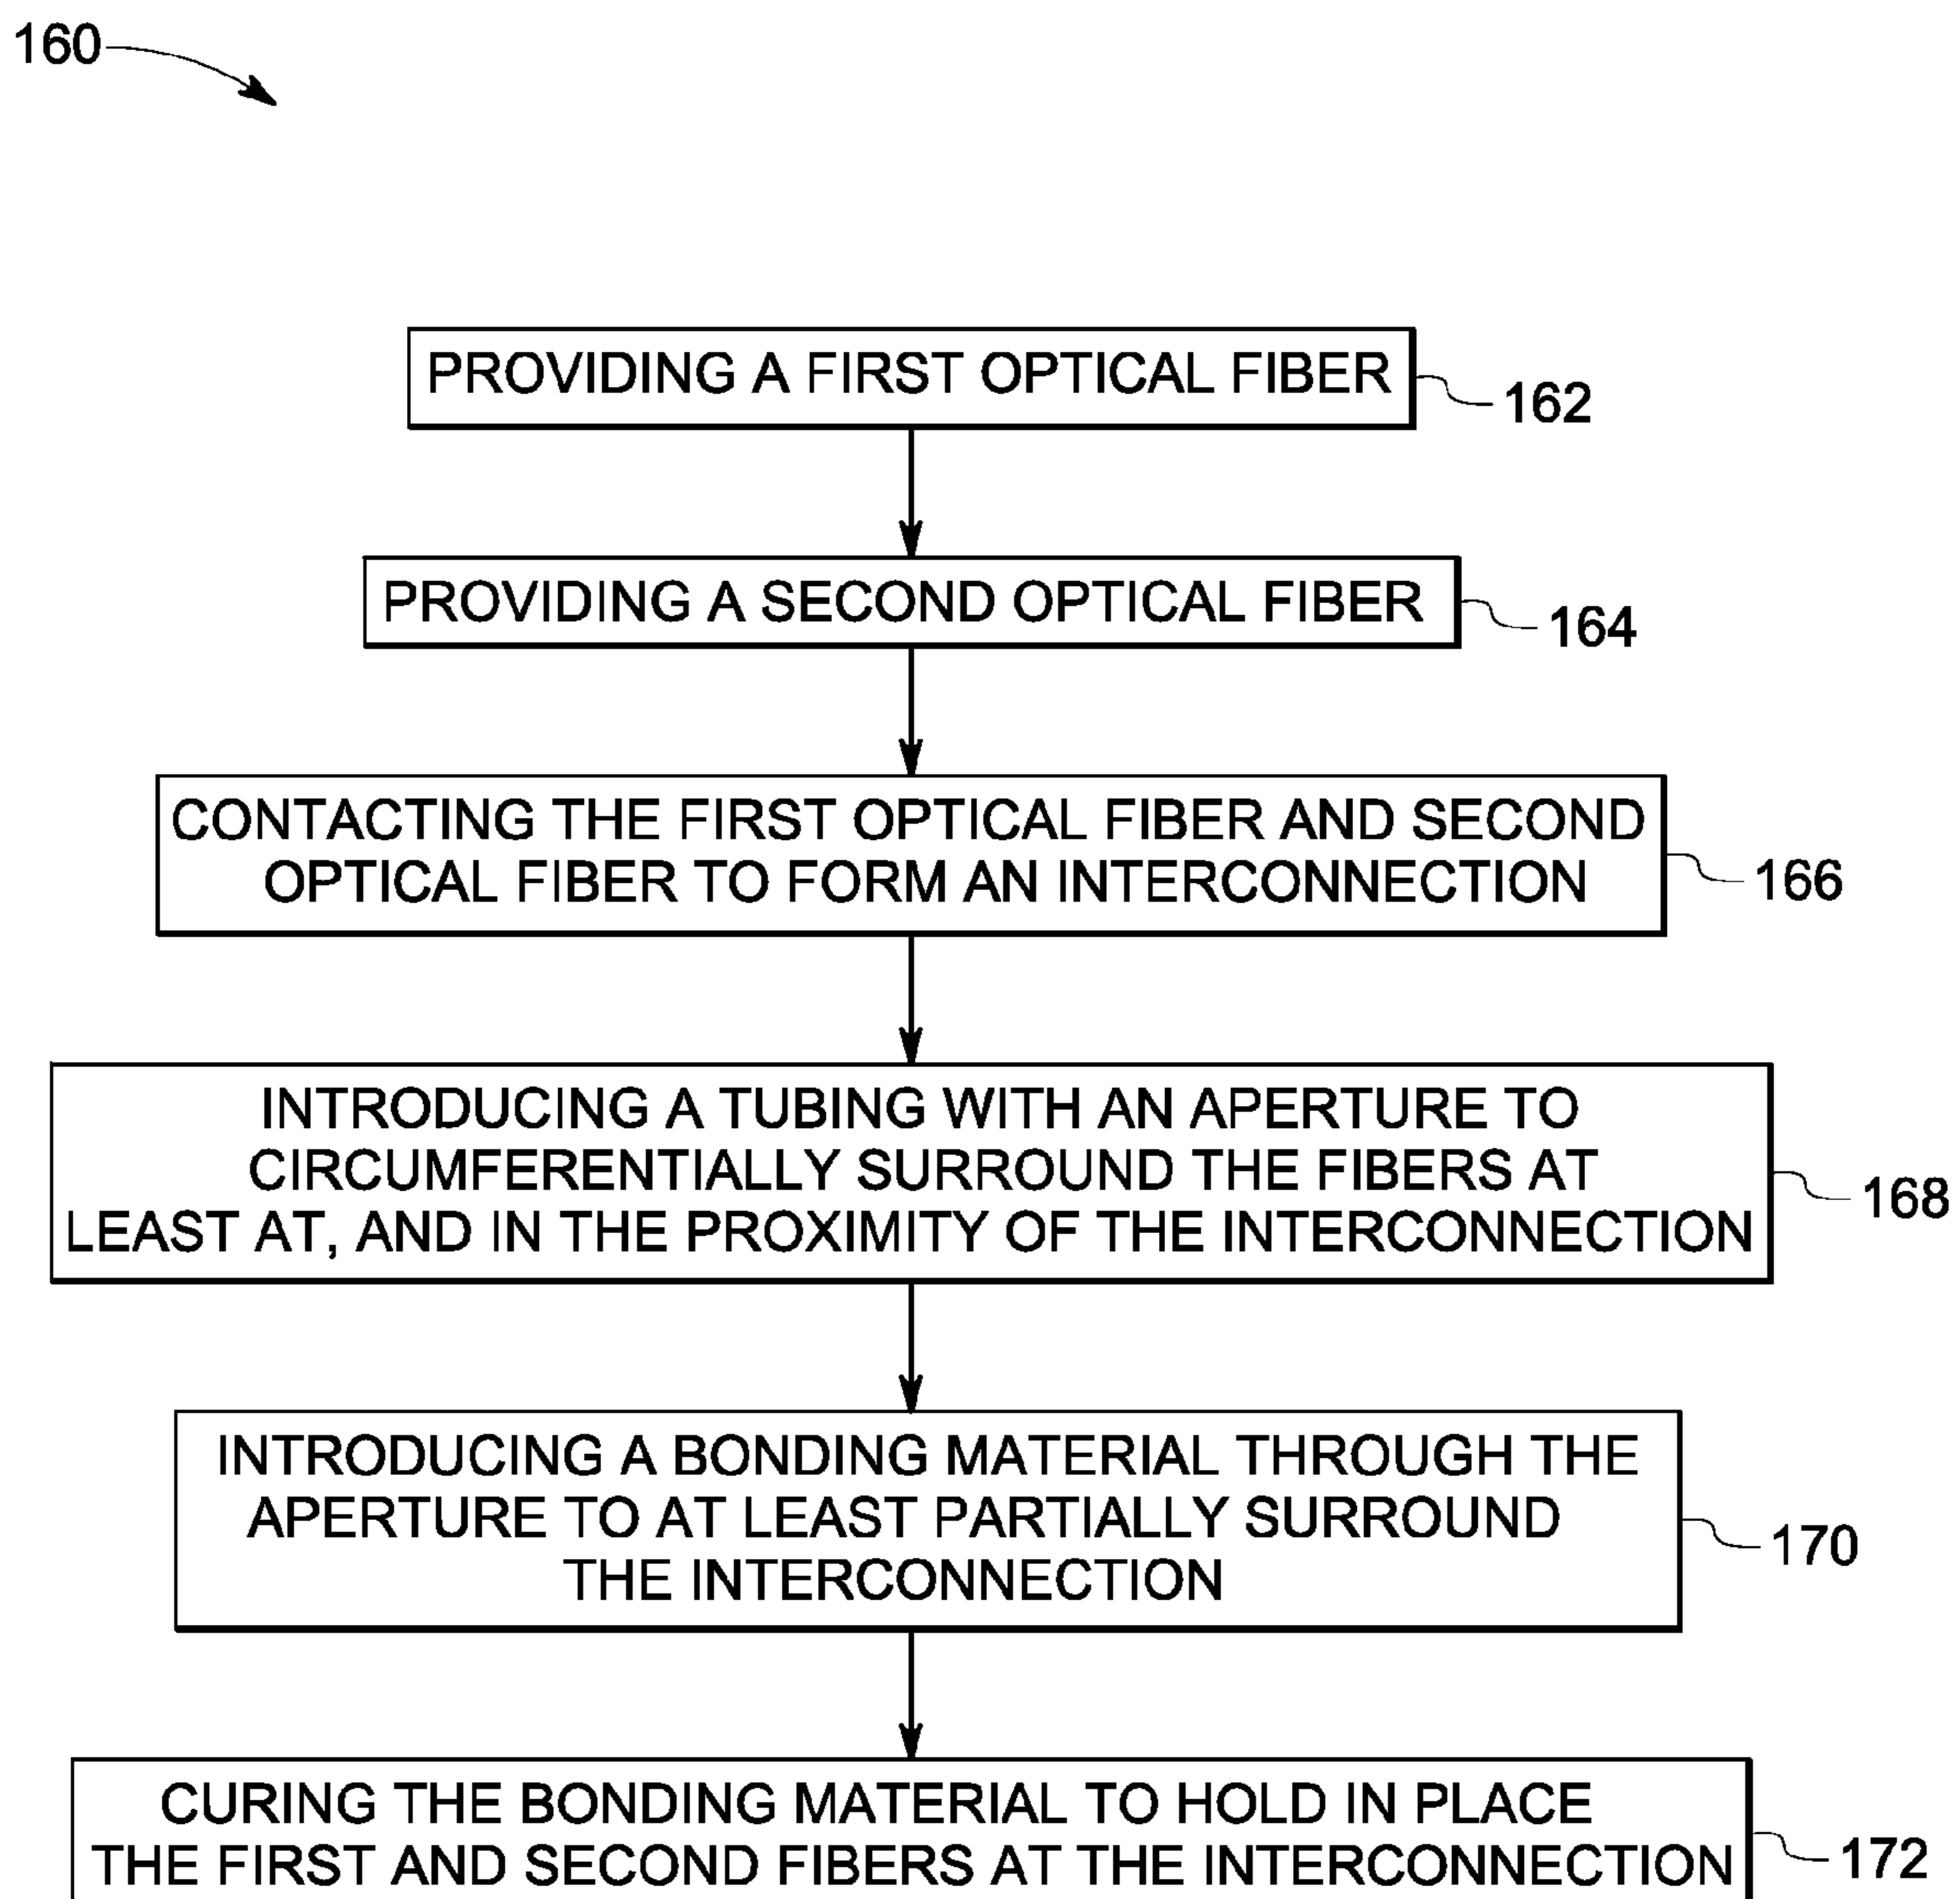 160
PROVIDING A FIRST OPTICAL FIBER
162
PROVIDING A SECOND OPTICAL FIBER
164
CONTACTING THE FIRST OPTICAL FIBER AND SECOND
OPTICAL FIBER TO FORM AN INTERCONNECTION
166
INTRODUCING A TUBING WITH AN APERTURE TO
CIRCUMFERENTIALLY SURROUND THE FIBERS AT
LEAST AT, AND IN THE PROXIMITY OF THE INTERCONNECTION
168
INTRODUCING A BONDING MATERIAL THROUGH THE
APERTURE TO AT LEAST PARTIALLY SURROUND
THE INTERCONNECTION
170
CURING THE BONDING MATERIAL TO HOLD IN PLACE
THE FIRST AND SECOND FIBERS AT THE INTERCONNECTION
172